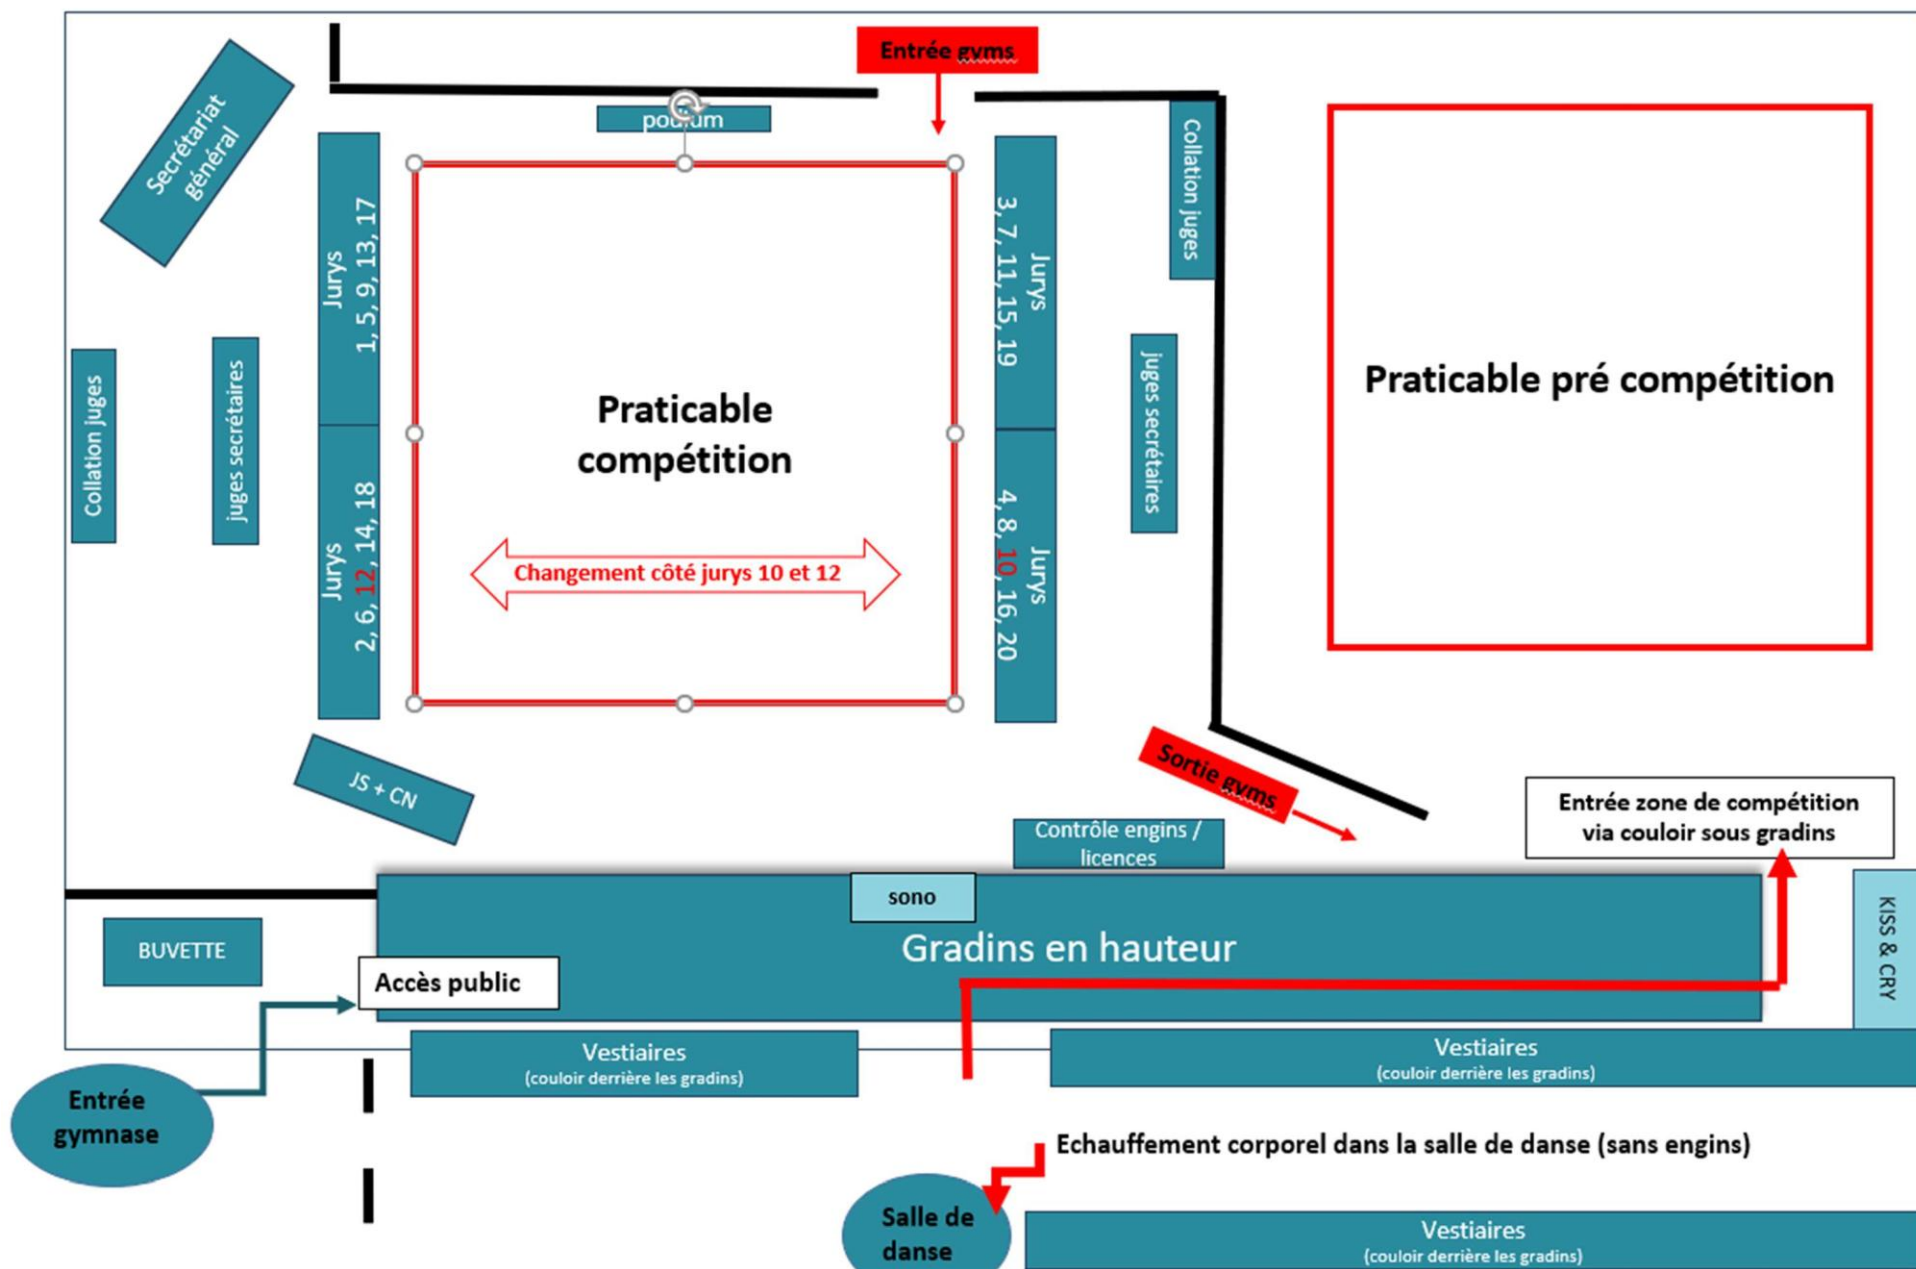 Entrée gyms
podium
Secrétariat
général
Jurys
1, 5, 9, 13, 17
Jurys
3, 7, 11, 15, 19
Collation juges
Praticable pré compétition
Praticable
compétition
Collation juges
juges secrétaires
juges secrétaires
Jurys
2, 6, 12, 14, 18
Changement côté jurys 10 et 12
Jurys
4, 8, 10, 16, 20
JS + CN
Sortie gyms
Contrôle engins /
licences
Entrée zone de compétition
via couloir sous gradins
sono
Gradins en hauteur
BUVETTE
Accès public
KISS & CRY
Vestiaires
(couloir derrière les gradins)
Vestiaires
(couloir derrière les gradins)
Entrée
gymnase
Echauffement corporel dans la salle de danse (sans engins)
Salle de
danse
Vestiaires
(couloir derrière les gradins)